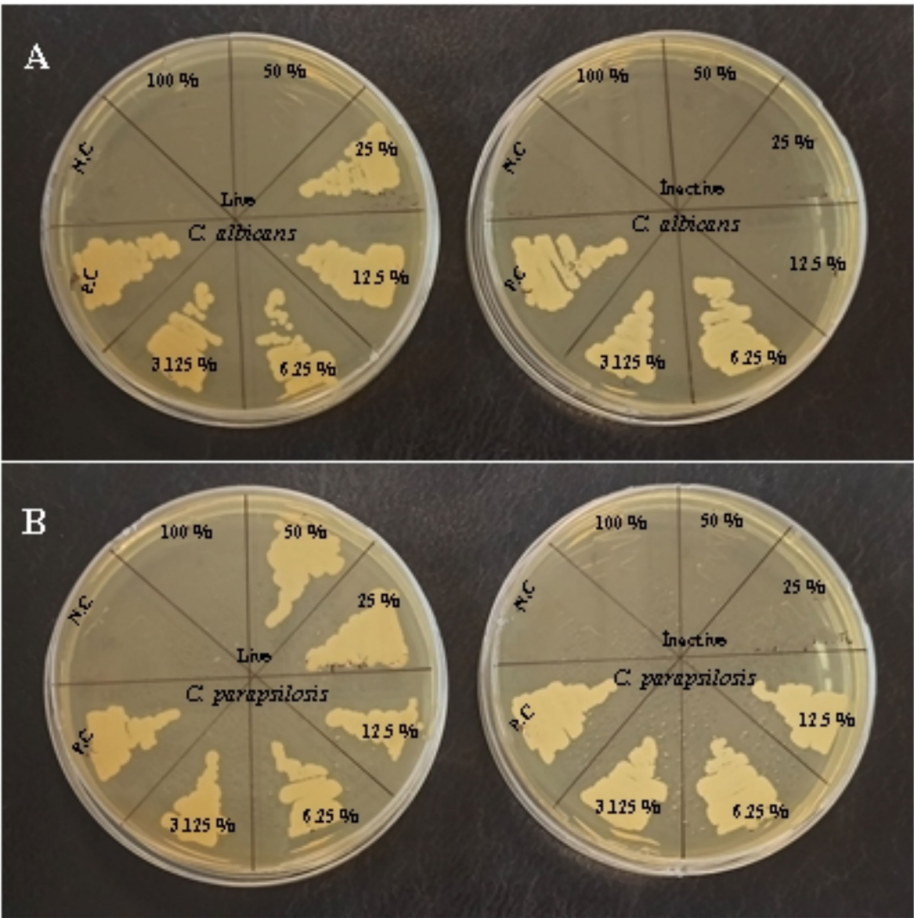 A
100 %
50 %
N.C
25 %
Live
C. albicans
P.C
12.5 %
3.125 %
6.25 %
100 %
50 %
N.C
25 %
Inactive
C. albicans
P.C
12.5 %
3.125 %
6.25 %
B
100 %
50 %
N.C
25 %
Live
C. parapsilosis
P.C
12.5 %
3.125 %
6.25 %
100 %
50 %
N.C
25 %
Inactive
C. parapsilosis
P.C
12.5 %
3.125 %
6.25 %